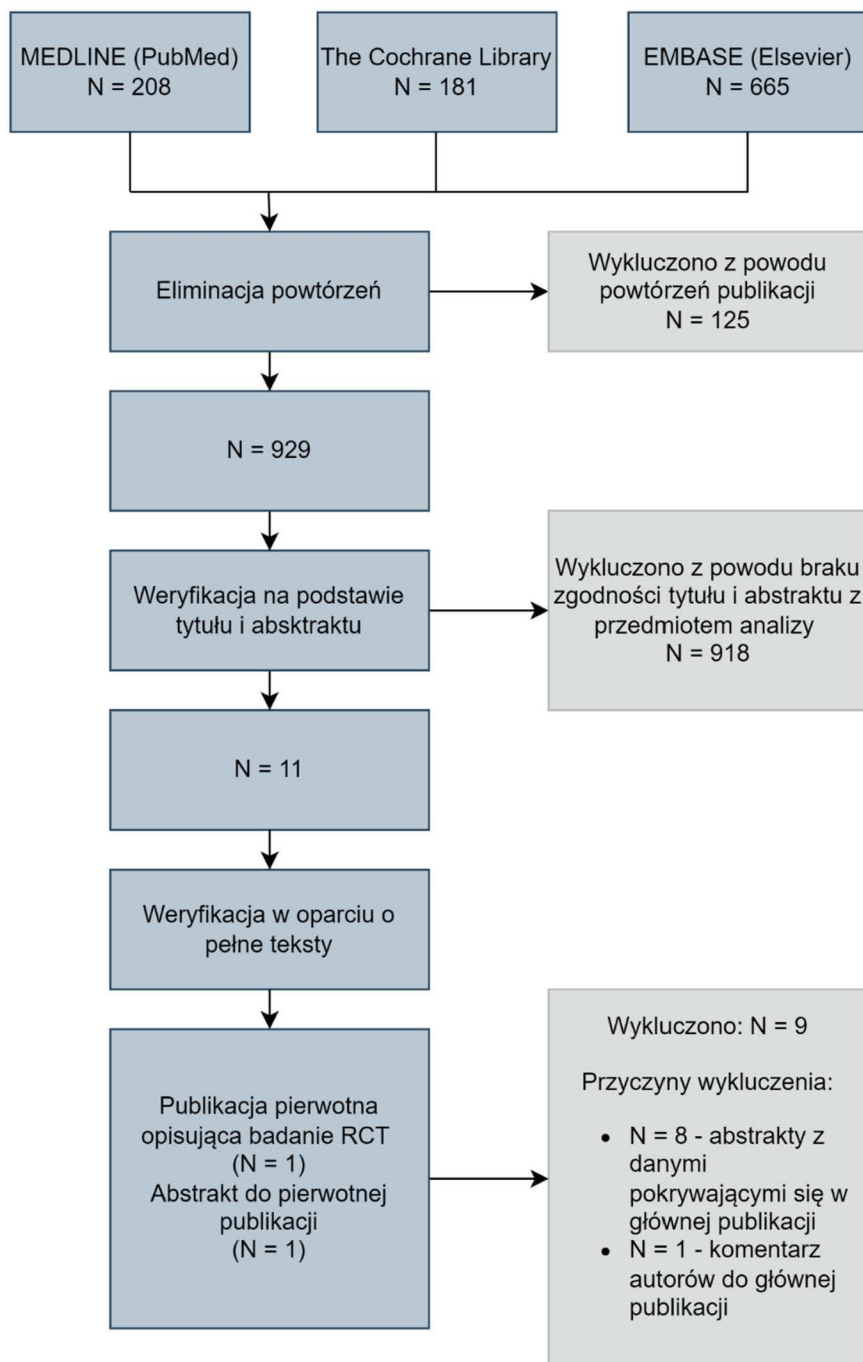 MEDLINE (PubMed)
N = 208
The Cochrane Library
N = 181
EMBASE (Elsevier)
N = 665
Eliminacja powtórzeń
Wykluczono z powodu
powtórzeń publikacji
N = 125
N = 929
Weryfikacja na podstawie
tytułu i absktraktu
Wykluczono z powodu braku
zgodności tytułu i abstraktu z
przedmiotem analizy
N = 918
N = 11
Weryfikacja w oparciu o
pełne teksty
Publikacja pierwotna
opisująca badanie RCT
(N = 1)
Abstrakt do pierwotnej
publikacji
(N = 1)
Wykluczono: N = 9
Przyczyny wykluczenia:
• N = 8 - abstrakty z
danymi
pokrywającymi się w
głównej publikacji
• N = 1 - komentarz
autorów do głównej
publikacji